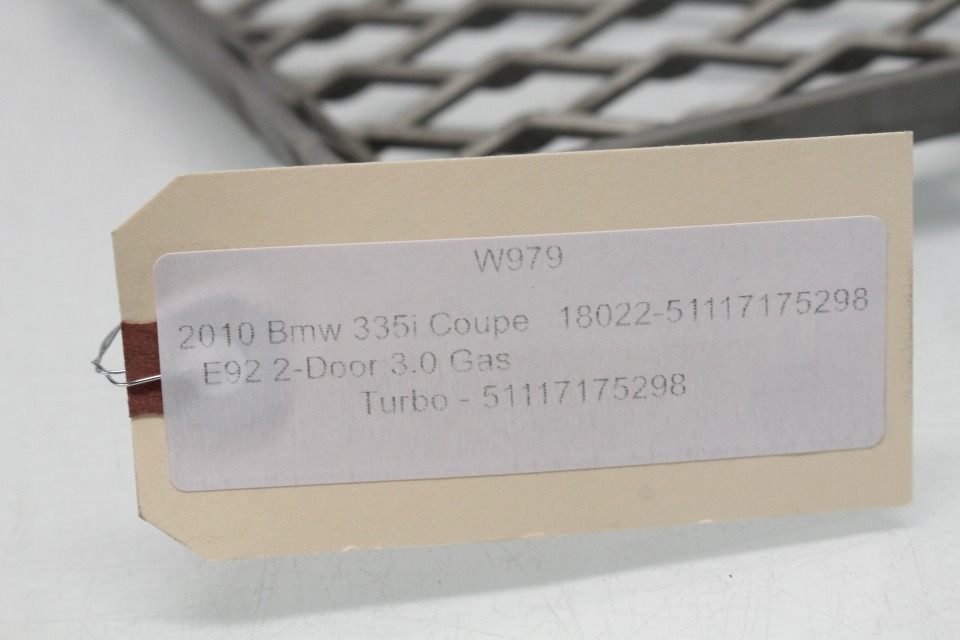 W979
2010 Bmw 335i Coupe 18022-51117175298
E92 2-Door 3.0 Gas
Turbo - 51117175298